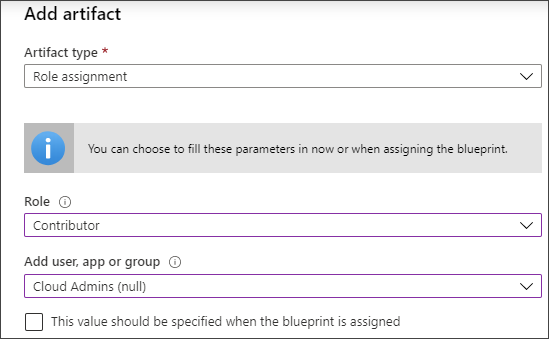 Add artifact
Artifact type *
Role assignment
You can choose to fill these parameters in now or when assigning the blueprint.
Role
Contributor
Add user, app or group
Cloud Admins (null)
This value should be specified when the blueprint is assigned